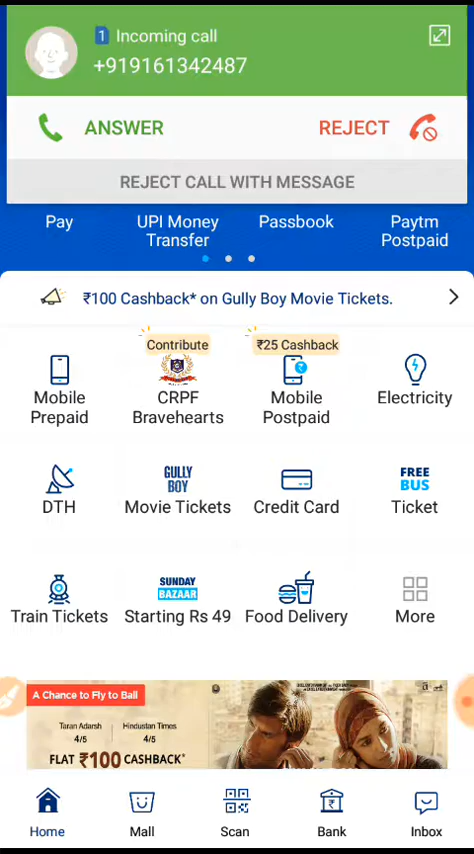 1 Incoming call
+919161342487
ANSWER
REJECT
REJECT CALL WITH MESSAGE
Pay
UPI Money
Transfer
Passbook
Paytm
Postpaid
₹100 Cashback* on Gully Boy Movie Tickets.
Contribute
₹25 Cashback
Mobile
Prepaid
CRPF
Bravehearts
Mobile
Postpaid
Electricity
DTH
GULLY
BOY
Movie Tickets
Credit Card
FREE
BUS
Ticket
Train Tickets
SUNDAY
BAZAAR
Starting Rs 49
Food Delivery
More
A Chance to Fly to Bali
Taran Adarsh
4/5
Hindustan Times
4/5
FLAT ₹100 CASHBACK*
Home
Mall
Scan
Bank
Inbox